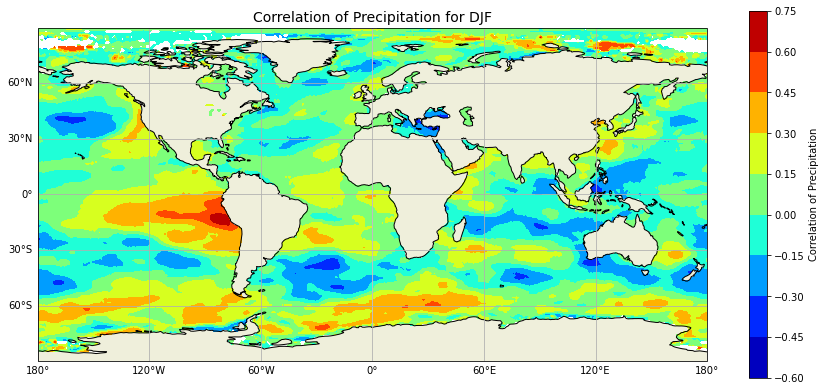 Correlation of Precipitation for DJF
60°N
30°N
0°
30°S
60°S
180°
120°W
60°W
0°
60°E
120°E
180°
0.75
0.60
0.45
0.30
0.15
0.00
−0.15
−0.30
−0.45
−0.60
Correlation of Precipitation